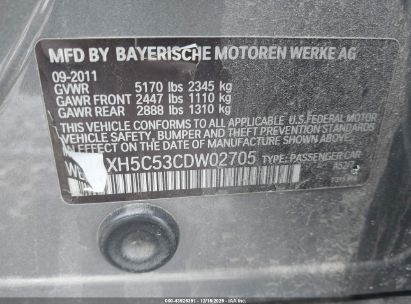 MFD BY BAYERISCHE MOTOREN WERKE AG
09-2011
GVWR 5170 lbs 2345 kg
GAWR FRONT 2447 lbs 1110 kg
GAWR REAR 2888 lbs 1310 kg
THIS VEHICLE CONFORMS TO ALL APPLICABLE U.S. FEDERAL MOTOR
VEHICLE SAFETY, BUMPER AND THEFT PREVENTION STANDARDS
IN EFFECT ON THE DATE OF MANUFACTURE SHOWN ABOVE.
XH5C53CDW02705 TYPE: PASSENGER CAR